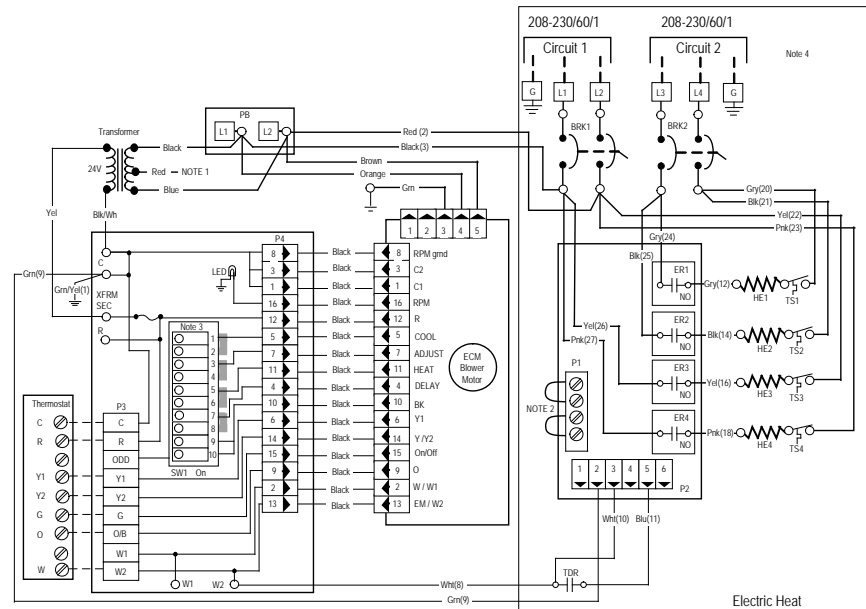 208-230/60/1
208-230/60/1
Circuit 1
Circuit 2
Note 4
G
L1
L2
L3
L4
G
BRK1
BRK2
PB
L1
L2
Transformer
24V
Black
Red
NOTE 1
Blue
Red (2)
Black(3)
Brown
Orange
Grn
Yel
Blk/Wh
1
2
3
4
5
Gry(20)
Blk(21)
Yel(22)
Pnk(23)
Gry(24)
Blk(25)
Yel(26)
Pnk(27)
C
Grn(9)
Grn/Yel(1)
XFRM
SEC
R
LED
P4
8 Black 8 RPM grnd
3 Black 3 C2
1 Black 1 C1
16 Black 16 RPM
12 Black 12 R
5 Black 5 COOL
7 Black 7 ADJUST
11 Black 11 HEAT
4 Black 4 DELAY
10 Black 10 BK
6 Black 6 Y1
14 Black 14 Y /Y2
15 Black 15 On/Off
9 Black 9 O
2 Black 2 W / W1
13 Black 13 EM / W2
ECM
Blower
Motor
Note 3
1
2
3
4
5
6
7
8
9
10
SW1 On
Thermostat
C
R
Y1
Y2
G
O
W
P3
C
R
ODD
Y1
Y2
G
O/B
W1
W2
W1
W2
Wht(8)
Grn(9)
ER1
NO
Gry(12)
HE1
TS1
ER2
NO
Blk(14)
HE2
TS2
ER3
NO
Yel(16)
HE3
TS3
ER4
NO
Pnk(18)
HE4
TS4
P1
NOTE 2
1
2
3
4
5
6
P2
Wht(10)
Blu(11)
TDR
Electric Heat